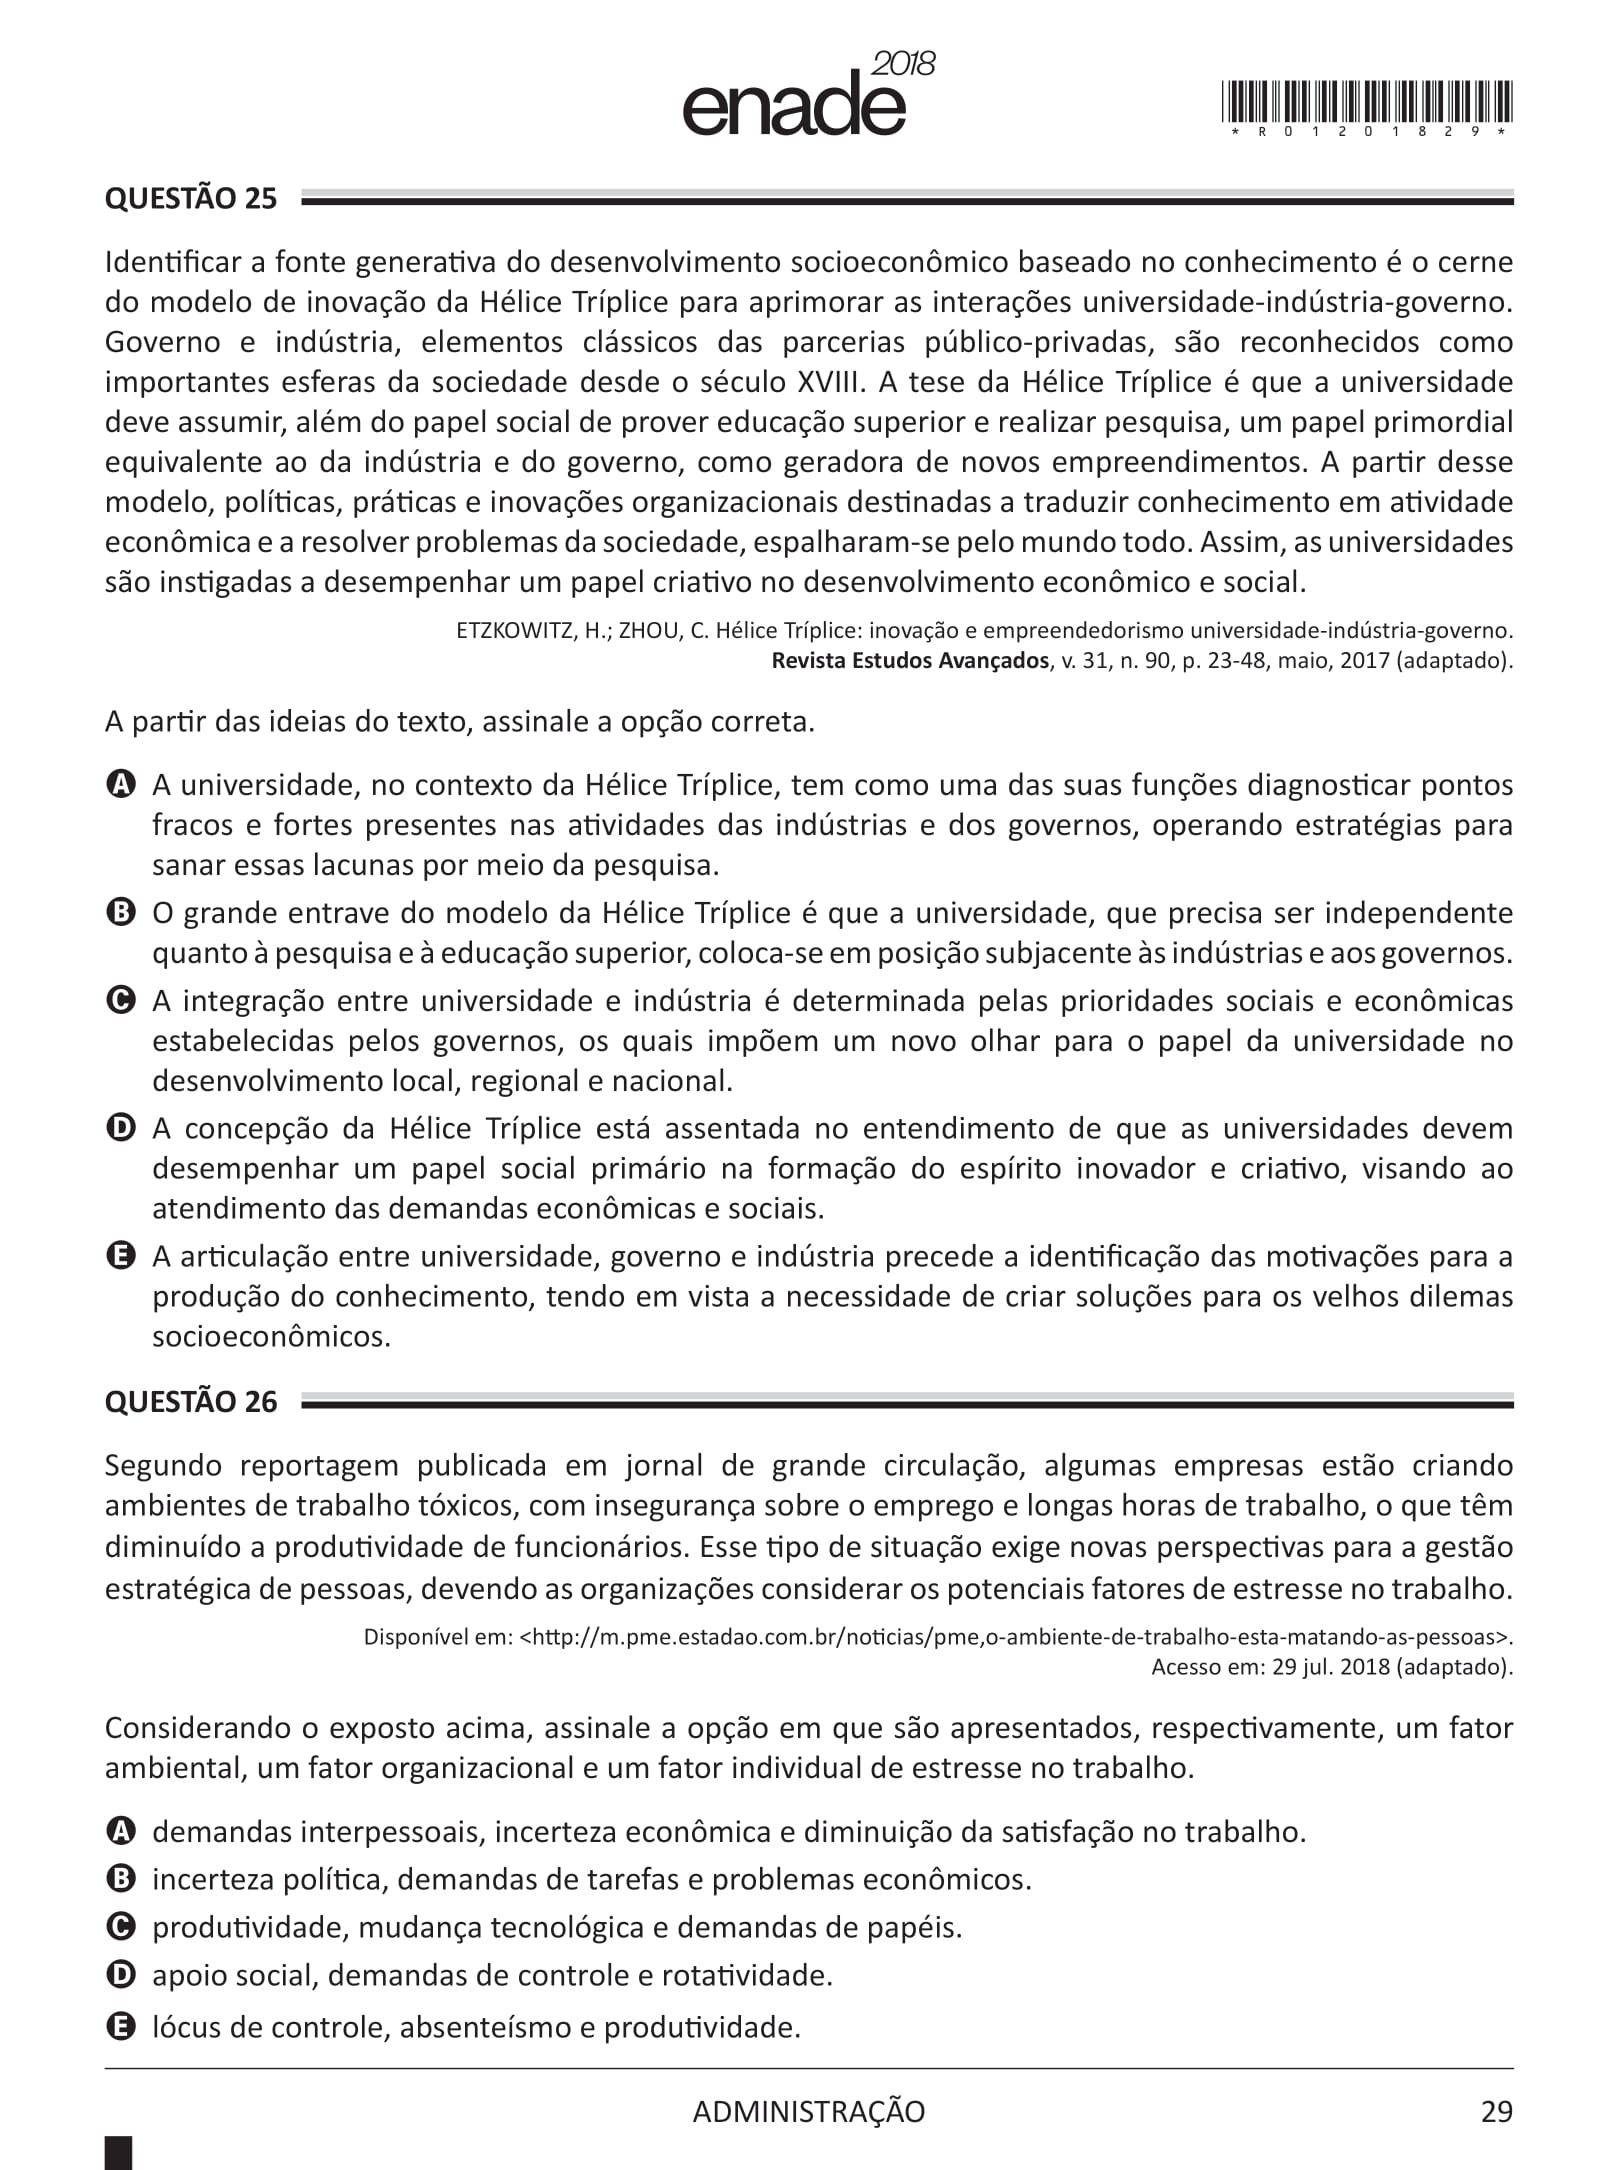 enade 2018
* R 0 1 2 0 1 8 2 9 *
QUESTÃO 25
Identificar a fonte generativa do desenvolvimento socioeconômico baseado no conhecimento é o cerne
do modelo de inovação da Hélice Tríplice para aprimorar as interações universidade-indústria-governo.
Governo e indústria, elementos clássicos das parcerias público-privadas, são reconhecidos como
importantes esferas da sociedade desde o século XVIII. A tese da Hélice Tríplice é que a universidade
deve assumir, além do papel social de prover educação superior e realizar pesquisa, um papel primordial
equivalente ao da indústria e do governo, como geradora de novos empreendimentos. A partir desse
modelo, políticas, práticas e inovações organizacionais destinadas a traduzir conhecimento em atividade
econômica e a resolver problemas da sociedade, espalharam-se pelo mundo todo. Assim, as universidades
são instigadas a desempenhar um papel criativo no desenvolvimento econômico e social.
ETZKOWITZ, H.; ZHOU, C. Hélice Tríplice: inovação e empreendedorismo universidade-indústria-governo.
Revista Estudos Avançados, v. 31, n. 90, p. 23-48, maio, 2017 (adaptado).
A partir das ideias do texto, assinale a opção correta.
A A universidade, no contexto da Hélice Tríplice, tem como uma das suas funções diagnosticar pontos
fracos e fortes presentes nas atividades das indústrias e dos governos, operando estratégias para
sanar essas lacunas por meio da pesquisa.
B O grande entrave do modelo da Hélice Tríplice é que a universidade, que precisa ser independente
quanto à pesquisa e à educação superior, coloca-se em posição subjacente às indústrias e aos governos.
C A integração entre universidade e indústria é determinada pelas prioridades sociais e econômicas
estabelecidas pelos governos, os quais impõem um novo olhar para o papel da universidade no
desenvolvimento local, regional e nacional.
D A concepção da Hélice Tríplice está assentada no entendimento de que as universidades devem
desempenhar um papel social primário na formação do espírito inovador e criativo, visando ao
atendimento das demandas econômicas e sociais.
E A articulação entre universidade, governo e indústria precede a identificação das motivações para a
produção do conhecimento, tendo em vista a necessidade de criar soluções para os velhos dilemas
socioeconômicos.
QUESTÃO 26
Segundo reportagem publicada em jornal de grande circulação, algumas empresas estão criando
ambientes de trabalho tóxicos, com insegurança sobre o emprego e longas horas de trabalho, o que têm
diminuído a produtividade de funcionários. Esse tipo de situação exige novas perspectivas para a gestão
estratégica de pessoas, devendo as organizações considerar os potenciais fatores de estresse no trabalho.
Disponível em: <http://m.pme.estadao.com.br/noticias/pme,o-ambiente-de-trabalho-esta-matando-as-pessoas>.
Acesso em: 29 jul. 2018 (adaptado).
Considerando o exposto acima, assinale a opção em que são apresentados, respectivamente, um fator
ambiental, um fator organizacional e um fator individual de estresse no trabalho.
A demandas interpessoais, incerteza econômica e diminuição da satisfação no trabalho.
B incerteza política, demandas de tarefas e problemas econômicos.
C produtividade, mudança tecnológica e demandas de papéis.
D apoio social, demandas de controle e rotatividade.
E lócus de controle, absenteísmo e produtividade.
ADMINISTRAÇÃO
29